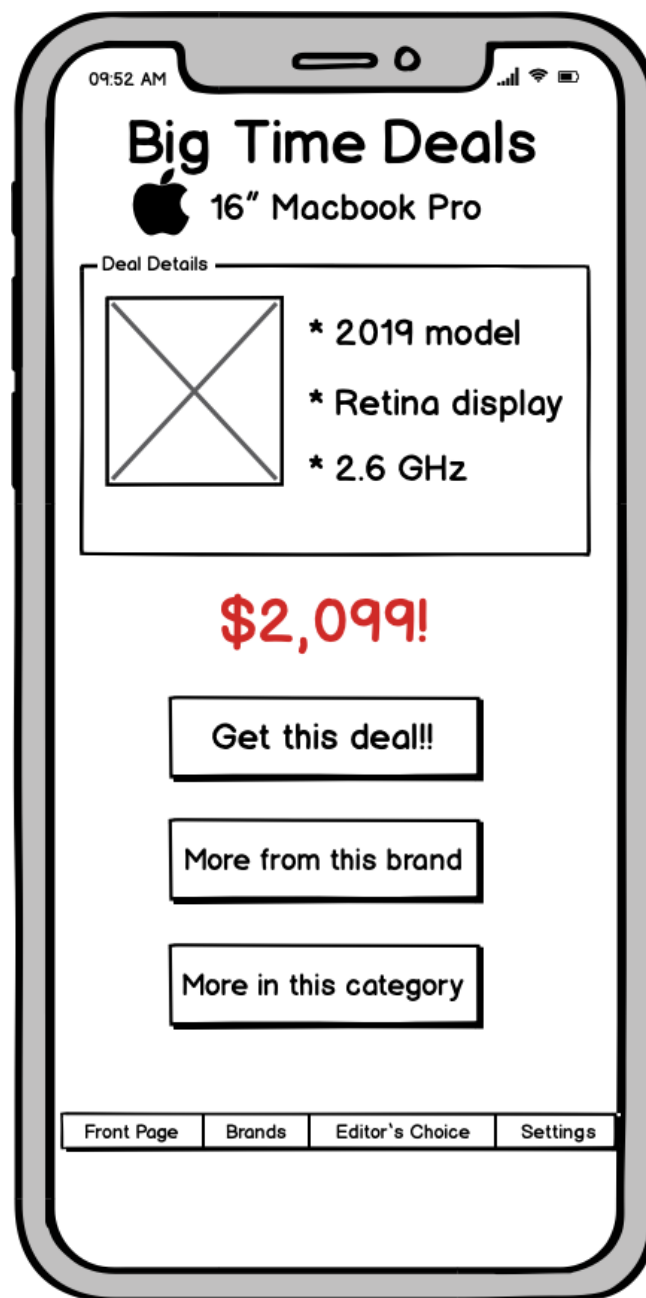 09:52 AM
Big Time Deals
16" Macbook Pro
Deal Details
* 2019 model
* Retina display
* 2.6 GHz
$2,099!
Get this deal!!
More from this brand
More in this category
Front Page Brands Editor`s Choice Settings